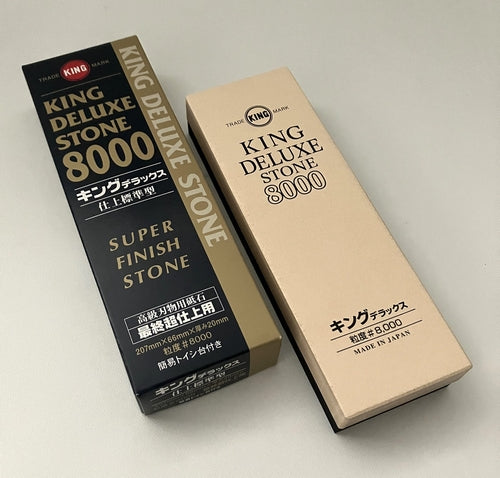 TRADE KING MARK
KING
DELUXE
STONE
8000
キングデラックス
仕上標準型
SUPER
FINISH
STONE
高級刃物用砥石
最終超仕上用
207mm×66mm×厚み20mm
粒度#8000
簡易トイシ台付き
KING DELUXE STONE
キングデラックス
仕上標準型
TRADE KING MARK
KING
DELUXE
STONE
8000
キングデラックス
粒度#8,000
MADE IN JAPAN